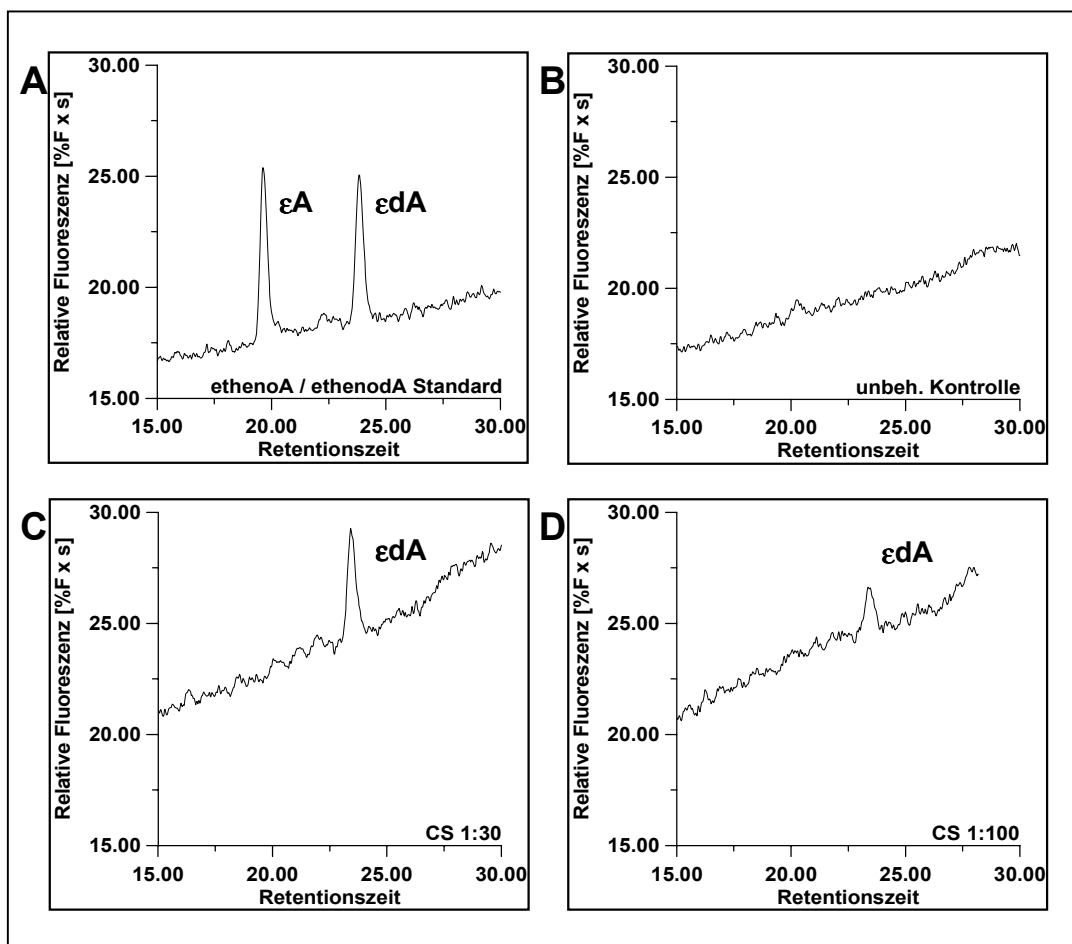 A
Relative Fluoreszenz [%F x s]
30.00
25.00
20.00
15.00
εA
εdA
ethenoA / ethenodA Standard
15.00 20.00 25.00 30.00
Retentionszeit
B
Relative Fluoreszenz [%F x s]
30.00
25.00
20.00
15.00
unbeh. Kontrolle
15.00 20.00 25.00 30.00
Retentionszeit
C
Relative Fluoreszenz [%F x s]
30.00
25.00
20.00
15.00
εdA
CS 1:30
15.00 20.00 25.00 30.00
Retentionszeit
D
Relative Fluoreszenz [%F x s]
30.00
25.00
20.00
15.00
εdA
CS 1:100
15.00 20.00 25.00 30.00
Retentionszeit